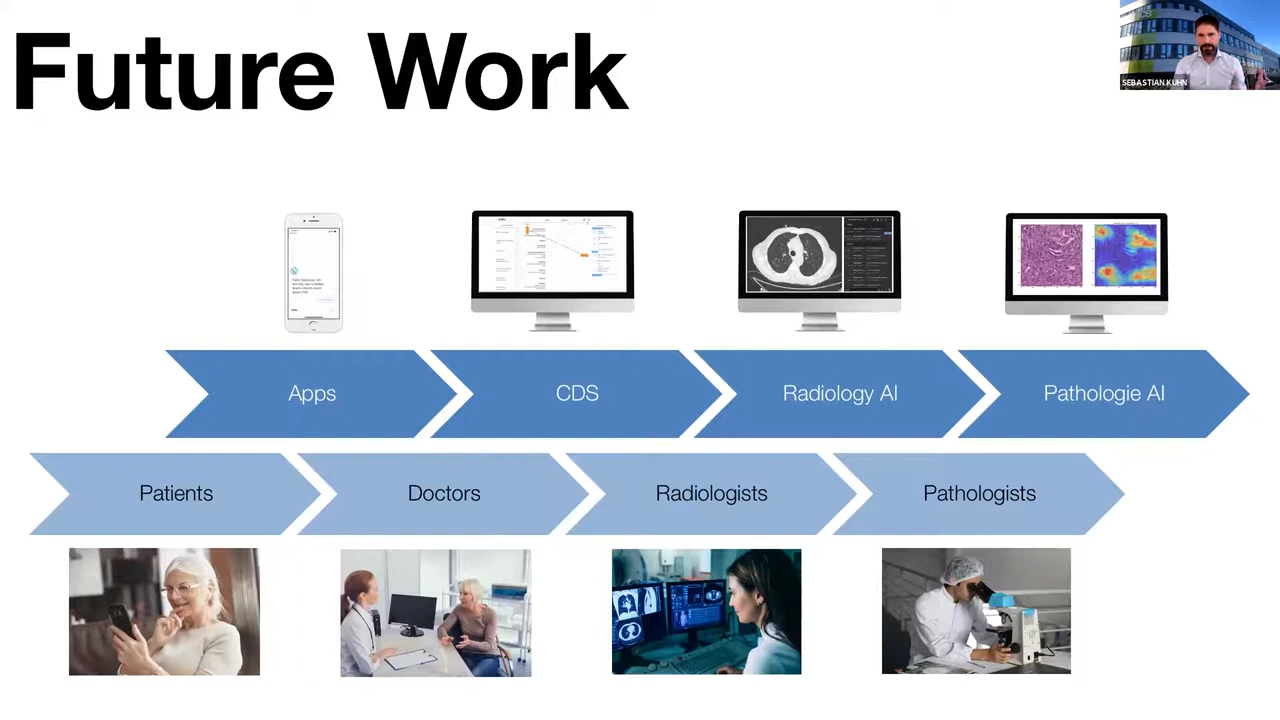 Future Work
SEBASTIAN KUHN
Apps
CDS
Radiology AI
Pathologie AI
Patients
Doctors
Radiologists
Pathologists